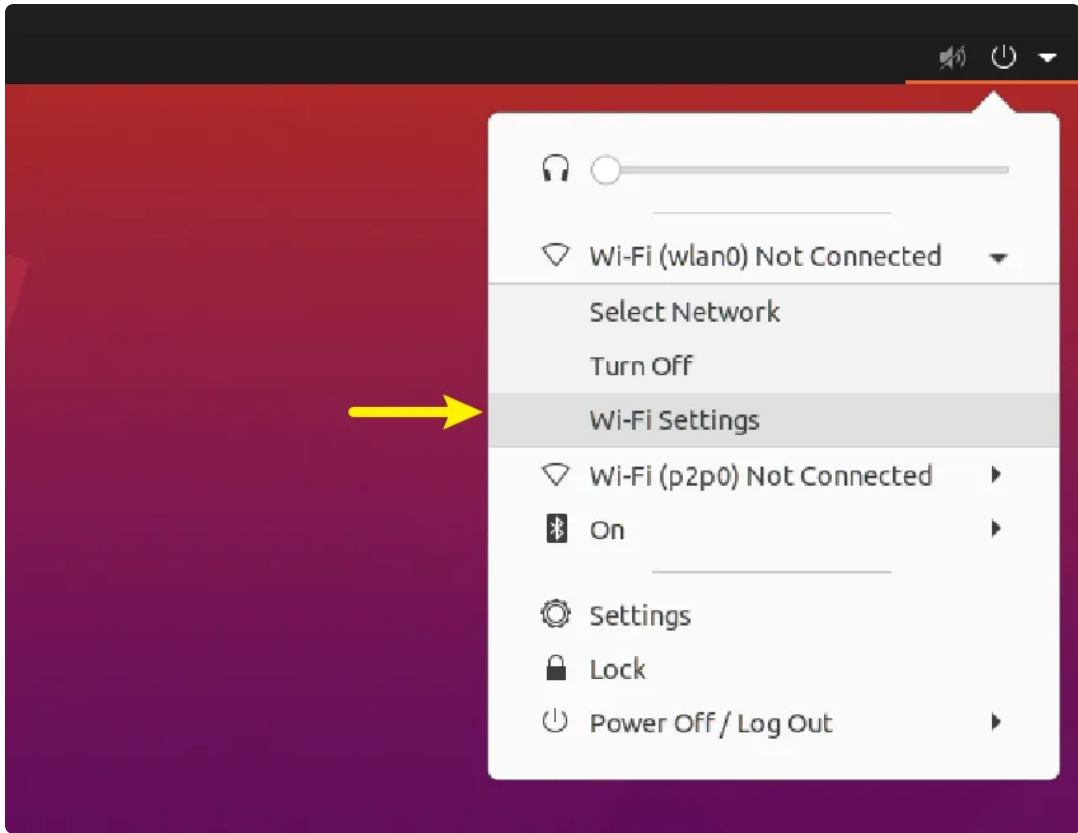 Wi-Fi (wlan0) Not Connected
Select Network
Turn Off
Wi-Fi Settings
Wi-Fi (p2p0) Not Connected
On
Settings
Lock
Power Off / Log Out